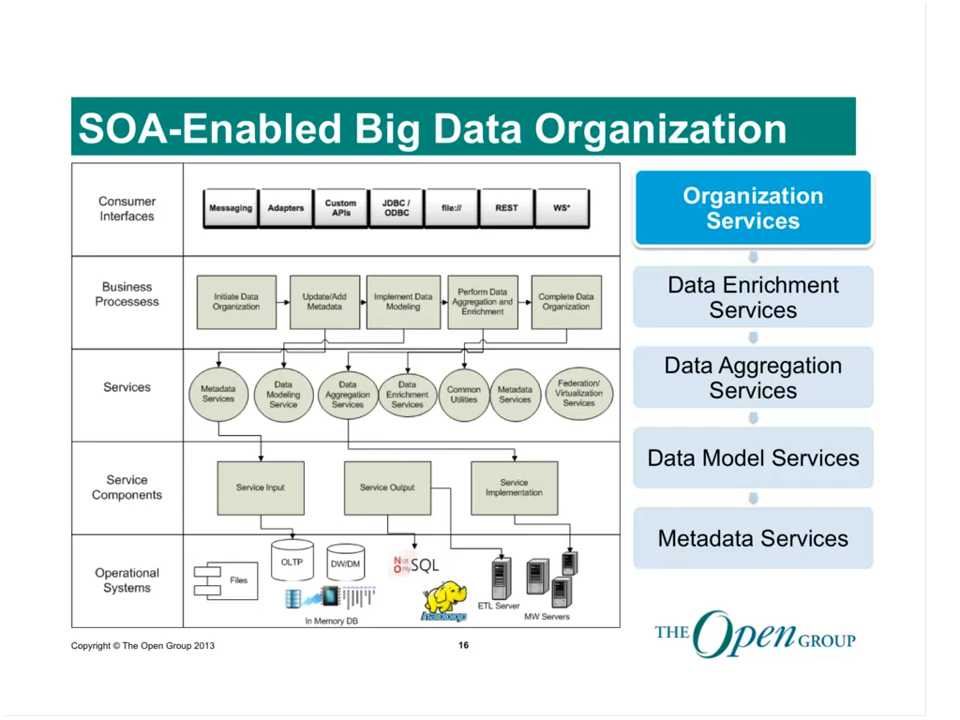 SOA-Enabled Big Data Organization
Consumer
Interfaces
Messaging
Adapters
Custom
APIs
JDBC /
ODBC
file://
REST
WS*
Business
Processess
Initiate Data
Organization
Update/Add
Metadata
Implement Data
Modeling
Perform Data
Aggregation and
Enrichment
Complete Data
Organization
Services
Metadata
Services
Data
Modeling
Service
Data
Aggregation
Services
Data
Enrichment
Services
Common
Utilities
Metadata
Services
Federation/
Virtualization
Services
Service
Components
Service Input
Service Output
Service
Implementation
Operational
Systems
Files
OLTP
DW/DM
In Memory DB
Not
Only
SQL
hadoop
ETL Server
MW Servers
Organization
Services
Data Enrichment
Services
Data Aggregation
Services
Data Model Services
Metadata Services
Copyright © The Open Group 2013
16
THE Open GROUP